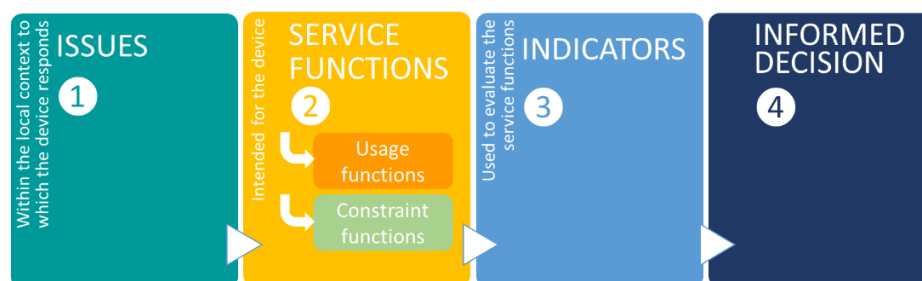 Within the local context to
which the device responds
ISSUES
1
Intended for the device
SERVICE
FUNCTIONS
2
Usage
functions
Constraint
functions
Used to evaluate the
service functions
INDICATORS
3
INFORMED
DECISION
4